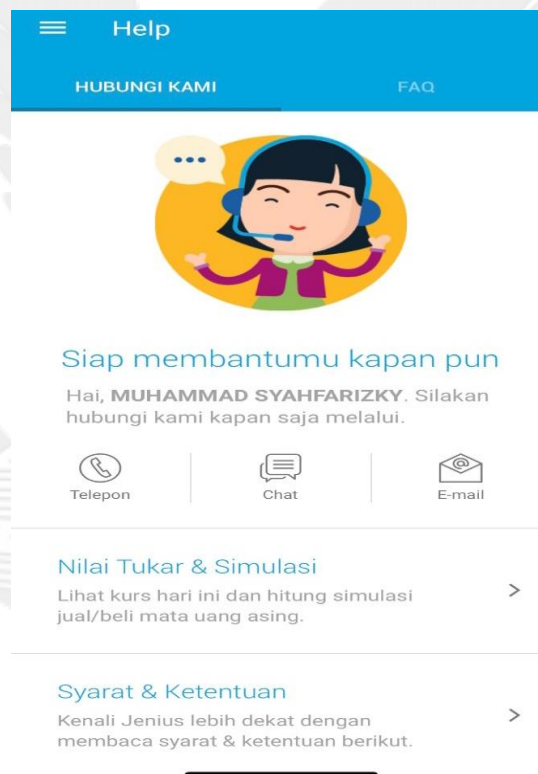 Help
HUBUNGI KAMI
FAQ
Siap membantumu kapan pun
Hai, MUHAMMAD SYAHFARIZKY. Silakan
hubungi kami kapan saja melalui.
Telepon
Chat
E-mail
Nilai Tukar & Simulasi
Lihat kurs hari ini dan hitung simulasi
jual/beli mata uang asing.
>
Syarat & Ketentuan
Kenali Jenius lebih dekat dengan
membaca syarat & ketentuan berikut.
>